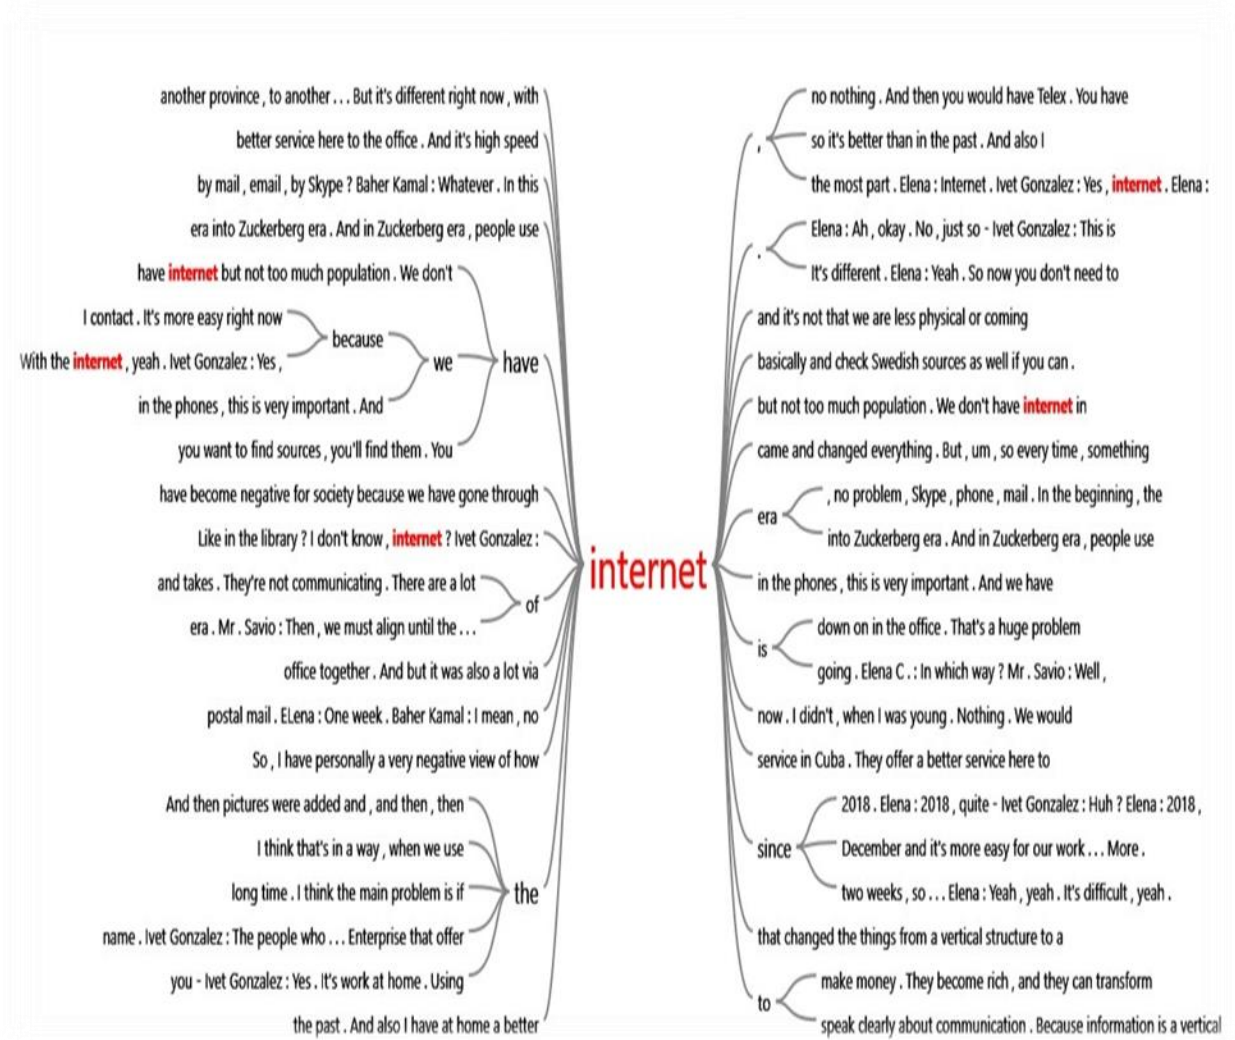 another province , to another . . . But it's different right now , with
better service here to the office . And it's high speed
by mail , email , by Skype ? Baher Kamal : Whatever . In this
era into Zuckerberg era . And in Zuckerberg era , people use
have internet but not too much population . We don't
I contact . It's more easy right now
because
With the internet , yeah . Ivet Gonzalez : Yes ,
we
have
in the phones , this is very important . And
you want to find sources , you'll find them . You
have become negative for society because we have gone through
Like in the library ? I don't know , internet ? Ivet Gonzalez :
and takes . They're not communicating . There are a lot
of
era . Mr . Savio : Then , we must align until the . . .
office together . And but it was also a lot via
postal mail . ELena : One week . Baher Kamal : I mean , no
So , I have personally a very negative view of how
And then pictures were added and , and then , then
I think that's in a way , when we use
long time . I think the main problem is if
the
name . Ivet Gonzalez : The people who . . . Enterprise that offer
you - Ivet Gonzalez : Yes . It's work at home . Using
the past . And also I have at home a better
internet
no nothing . And then you would have Telex . You have
,
so it's better than in the past . And also I
the most part . Elena : Internet . Ivet Gonzalez : Yes , internet . Elena :
Elena : Ah , okay . No , just so - Ivet Gonzalez : This is
.
It's different . Elena : Yeah . So now you don't need to
and it's not that we are less physical or coming
basically and check Swedish sources as well if you can .
but not too much population . We don't have internet in
came and changed everything . But , um , so every time , something
era
, no problem , Skype , phone , mail . In the beginning , the
into Zuckerberg era . And in Zuckerberg era , people use
in the phones , this is very important . And we have
is
down on in the office . That's a huge problem
going . Elena C . : In which way ? Mr . Savio : Well ,
now . I didn't , when I was young . Nothing . We would
service in Cuba . They offer a better service here to
since
2018 . Elena : 2018 , quite - Ivet Gonzalez : Huh ? Elena : 2018 ,
December and it's more easy for our work . . . More .
two weeks , so . . . Elena : Yeah , yeah . It's difficult , yeah .
that changed the things from a vertical structure to a
to
make money . They become rich , and they can transform
speak clearly about communication . Because information is a vertical